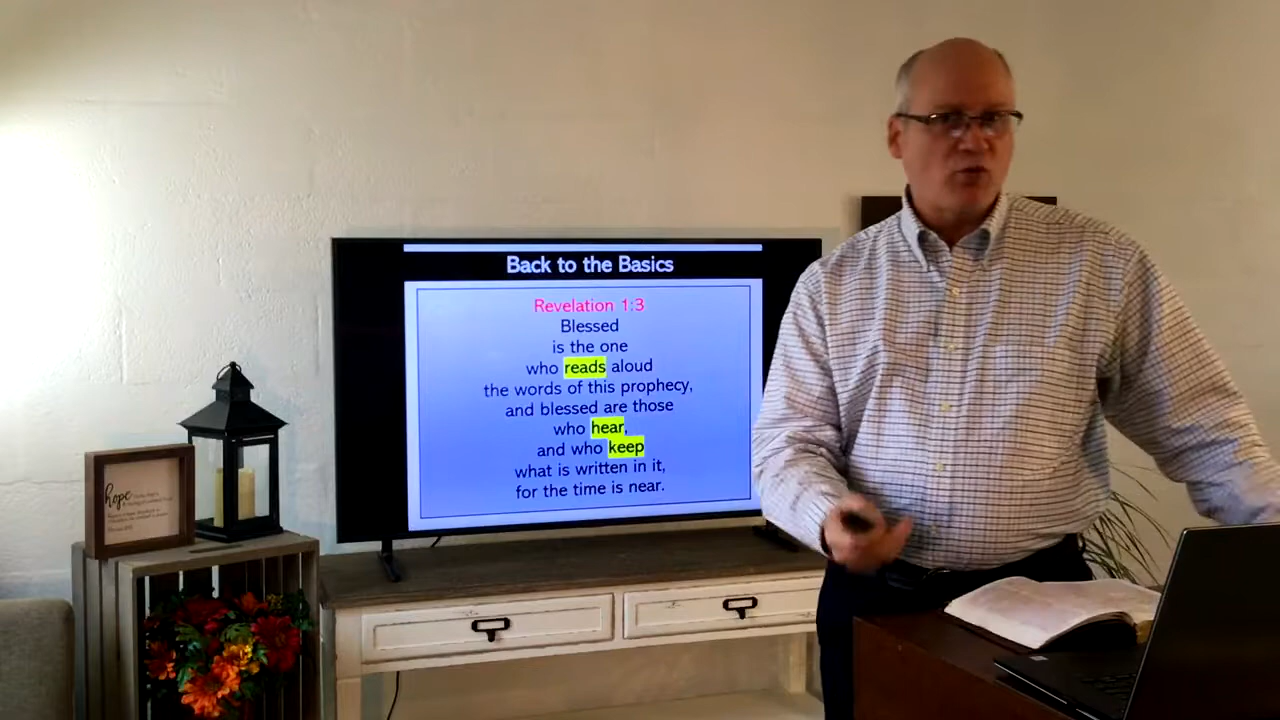 Back to the Basics
Revelation 1:3
Blessed
is the one
who reads aloud
the words of this prophecy,
and blessed are those
who hear,
and who keep
what is written in it,
for the time is near.
hope